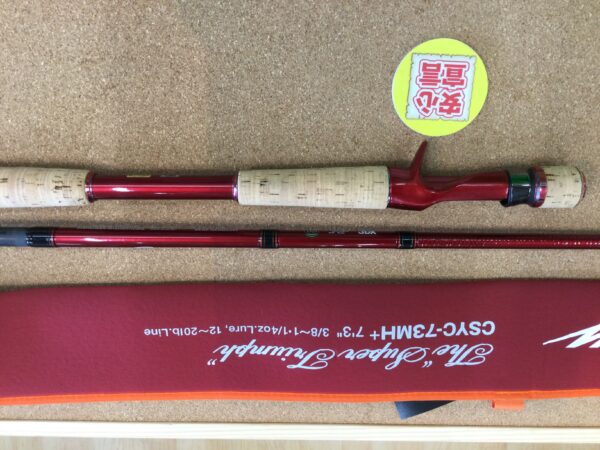 安心
宣言
The "Super Triumph"
CSYC-73MH+ 7'3" 3/8~1・1/4oz.Lure, 12~20lb.Line